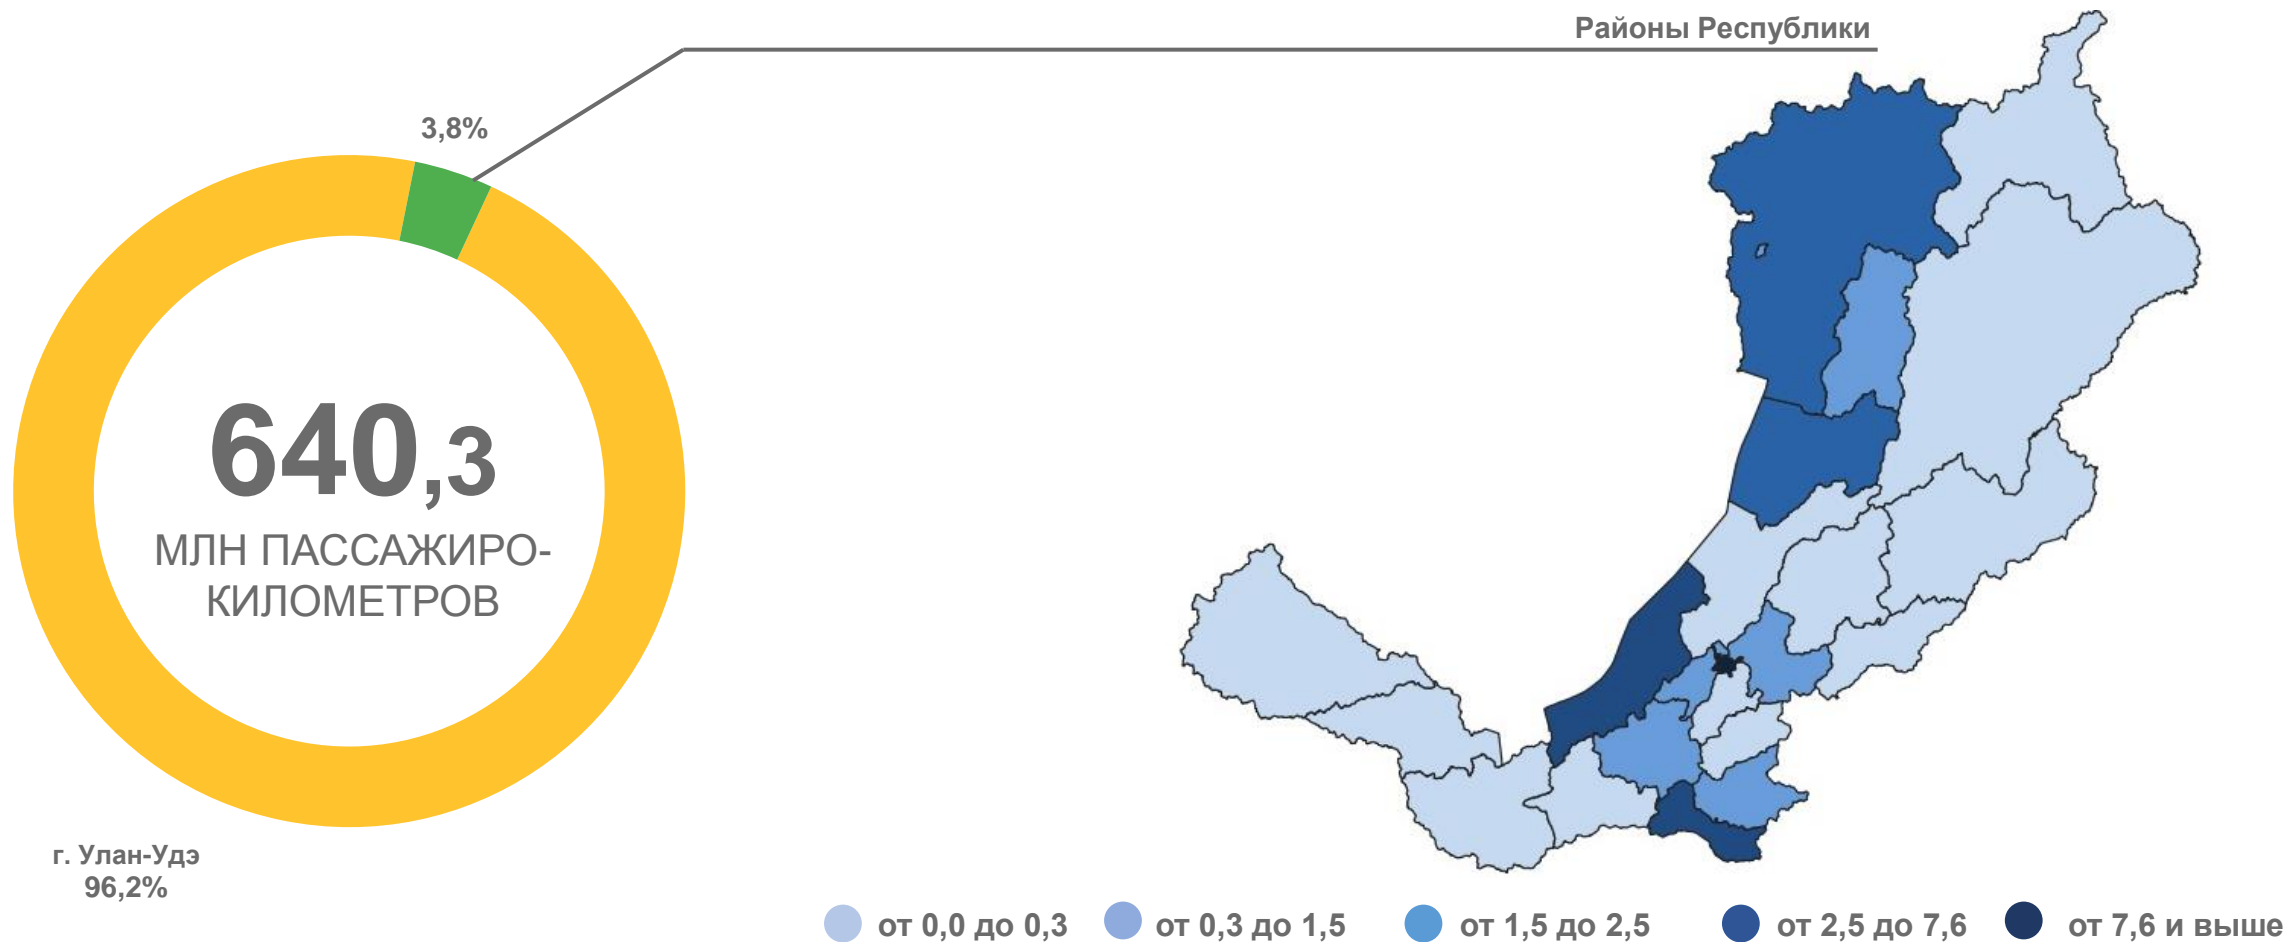 Районы Республики
3,8%
640,3
МЛН ПАССАЖИРО-
КИЛОМЕТРОВ
г. Улан-Удэ
96,2%
от 0,0 до 0,3
от 0,3 до 1,5
от 1,5 до 2,5
от 2,5 до 7,6
от 7,6 и выше